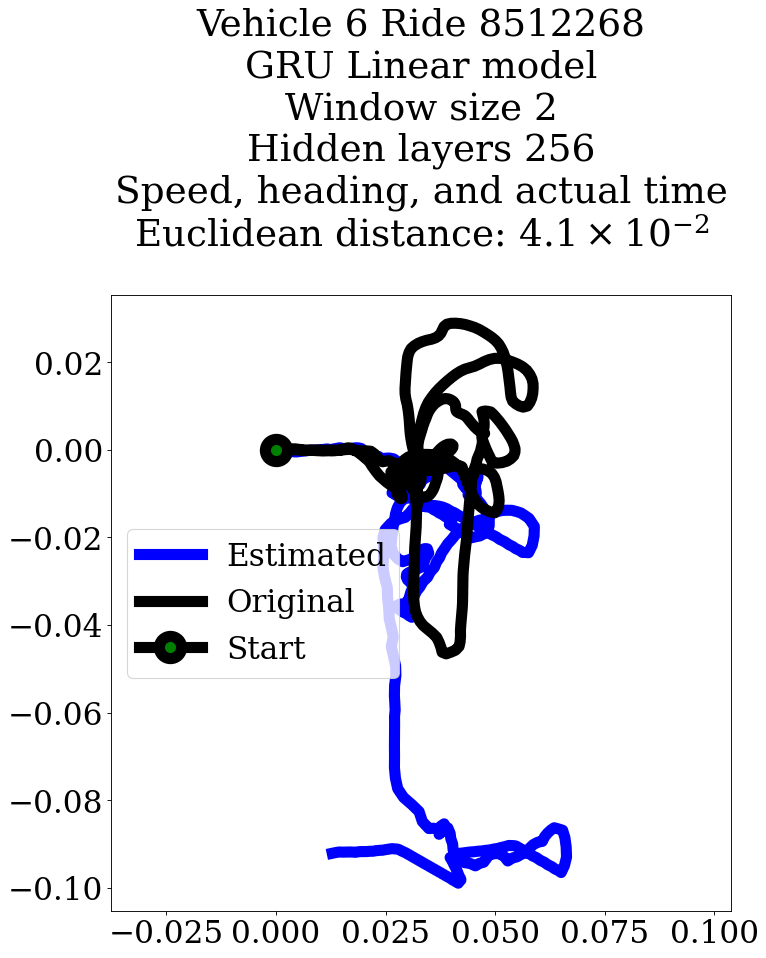 Vehicle 6 Ride 8512268
GRU Linear model
Window size 2
Hidden layers 256
Speed, heading, and actual time
Euclidean distance: 4.1 × 10⁻²
0.02
0.00
−0.02
−0.04
−0.06
−0.08
−0.10
Estimated
Original
Start
−0.025 0.000 0.025 0.050 0.075 0.100